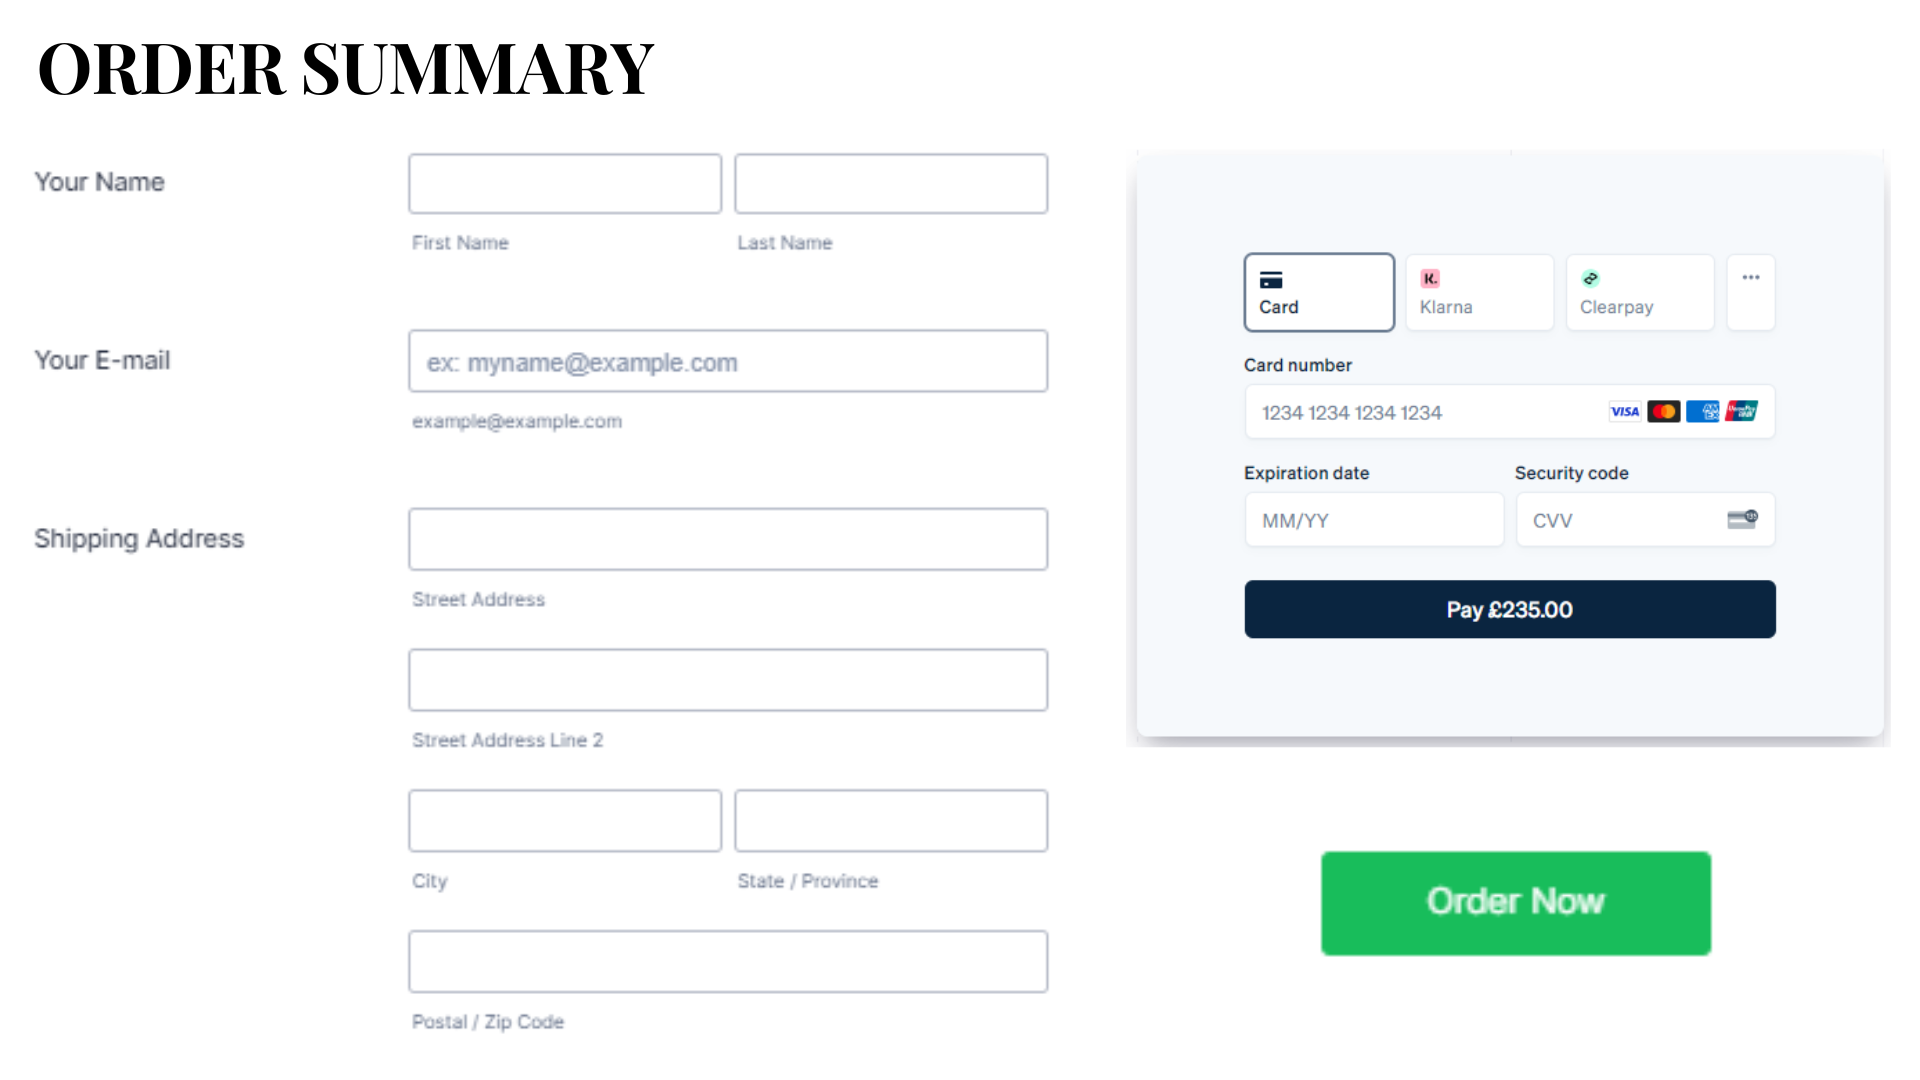 ORDER SUMMARY
Your Name
First Name
Last Name
Your E-mail
ex: myname@example.com
example@example.com
Shipping Address
Street Address
Street Address Line 2
City
State / Province
Postal / Zip Code
Card
K.
Klarna
Clearpay
Card number
1234 1234 1234 1234
VISA
Expiration date
Security code
MM/YY
CVV
Pay £235.00
Order Now